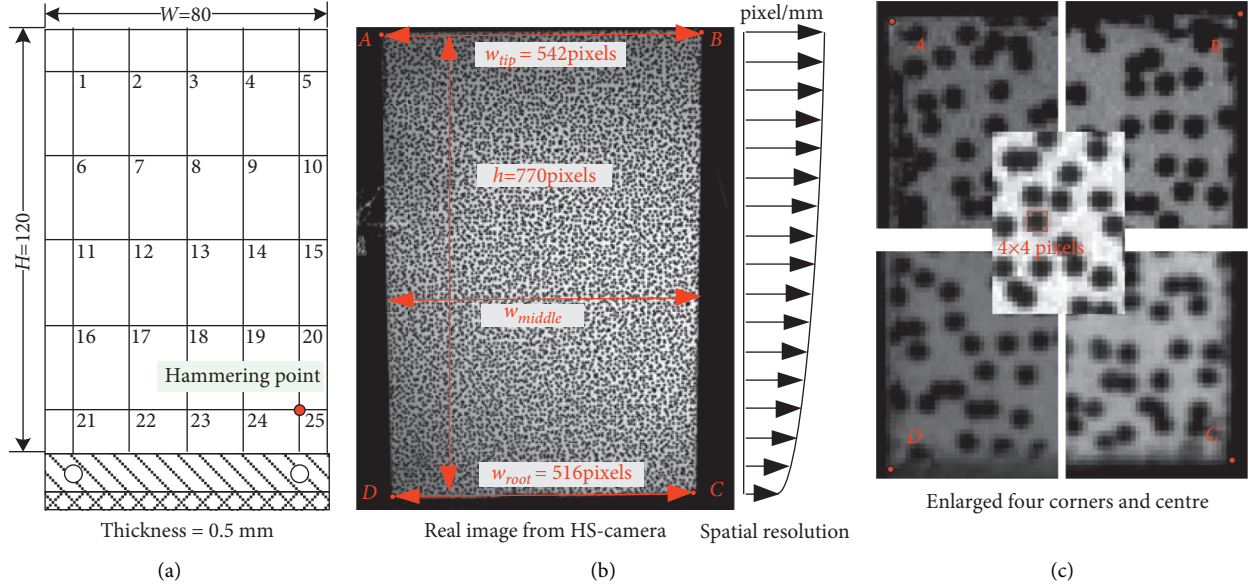 W=80
H=120
1 2 3 4 5
6 7 8 9 10
11 12 13 14 15
16 17 18 19 20
Hammering point
21 22 23 24 25
Thickness = 0.5 mm
(a)
A B
w_tip = 542pixels
h=770pixels
w_middle
w_root = 516pixels
D C
Real image from HS-camera
(b)
pixel/mm
Spatial resolution
A B
4×4 pixels
D C
Enlarged four corners and centre
(c)